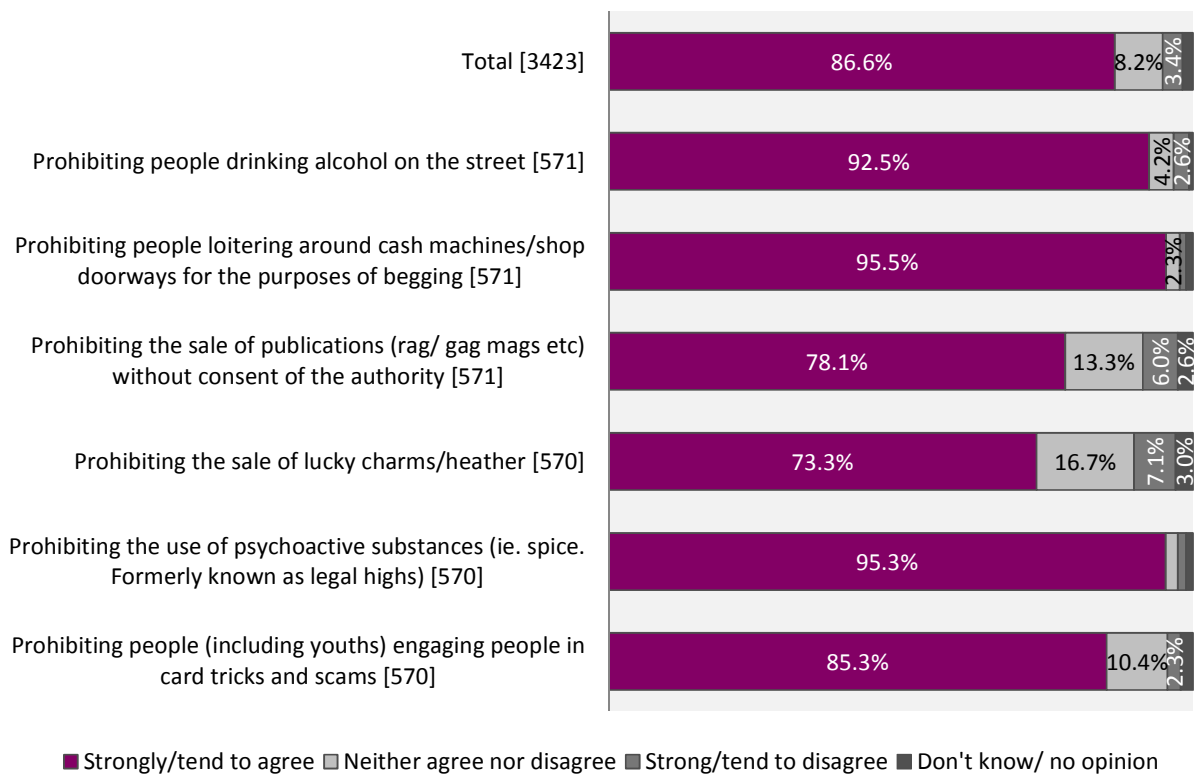 Total [3423]
86.6%
8.2%
3.4%
Prohibiting people drinking alcohol on the street [571]
92.5%
4.2%
2.6%
Prohibiting people loitering around cash machines/shop
doorways for the purposes of begging [571]
95.5%
2.3%
Prohibiting the sale of publications (rag/ gag mags etc)
without consent of the authority [571]
78.1%
13.3%
6.0%
2.6%
Prohibiting the sale of lucky charms/heather [570]
73.3%
16.7%
7.1%
3.0%
Prohibiting the use of psychoactive substances (ie. spice.
Formerly known as legal highs) [570]
95.3%
Prohibiting people (including youths) engaging people in
card tricks and scams [570]
85.3%
10.4%
2.3%
Strongly/tend to agree
Neither agree nor disagree
Strong/tend to disagree
Don't know/ no opinion